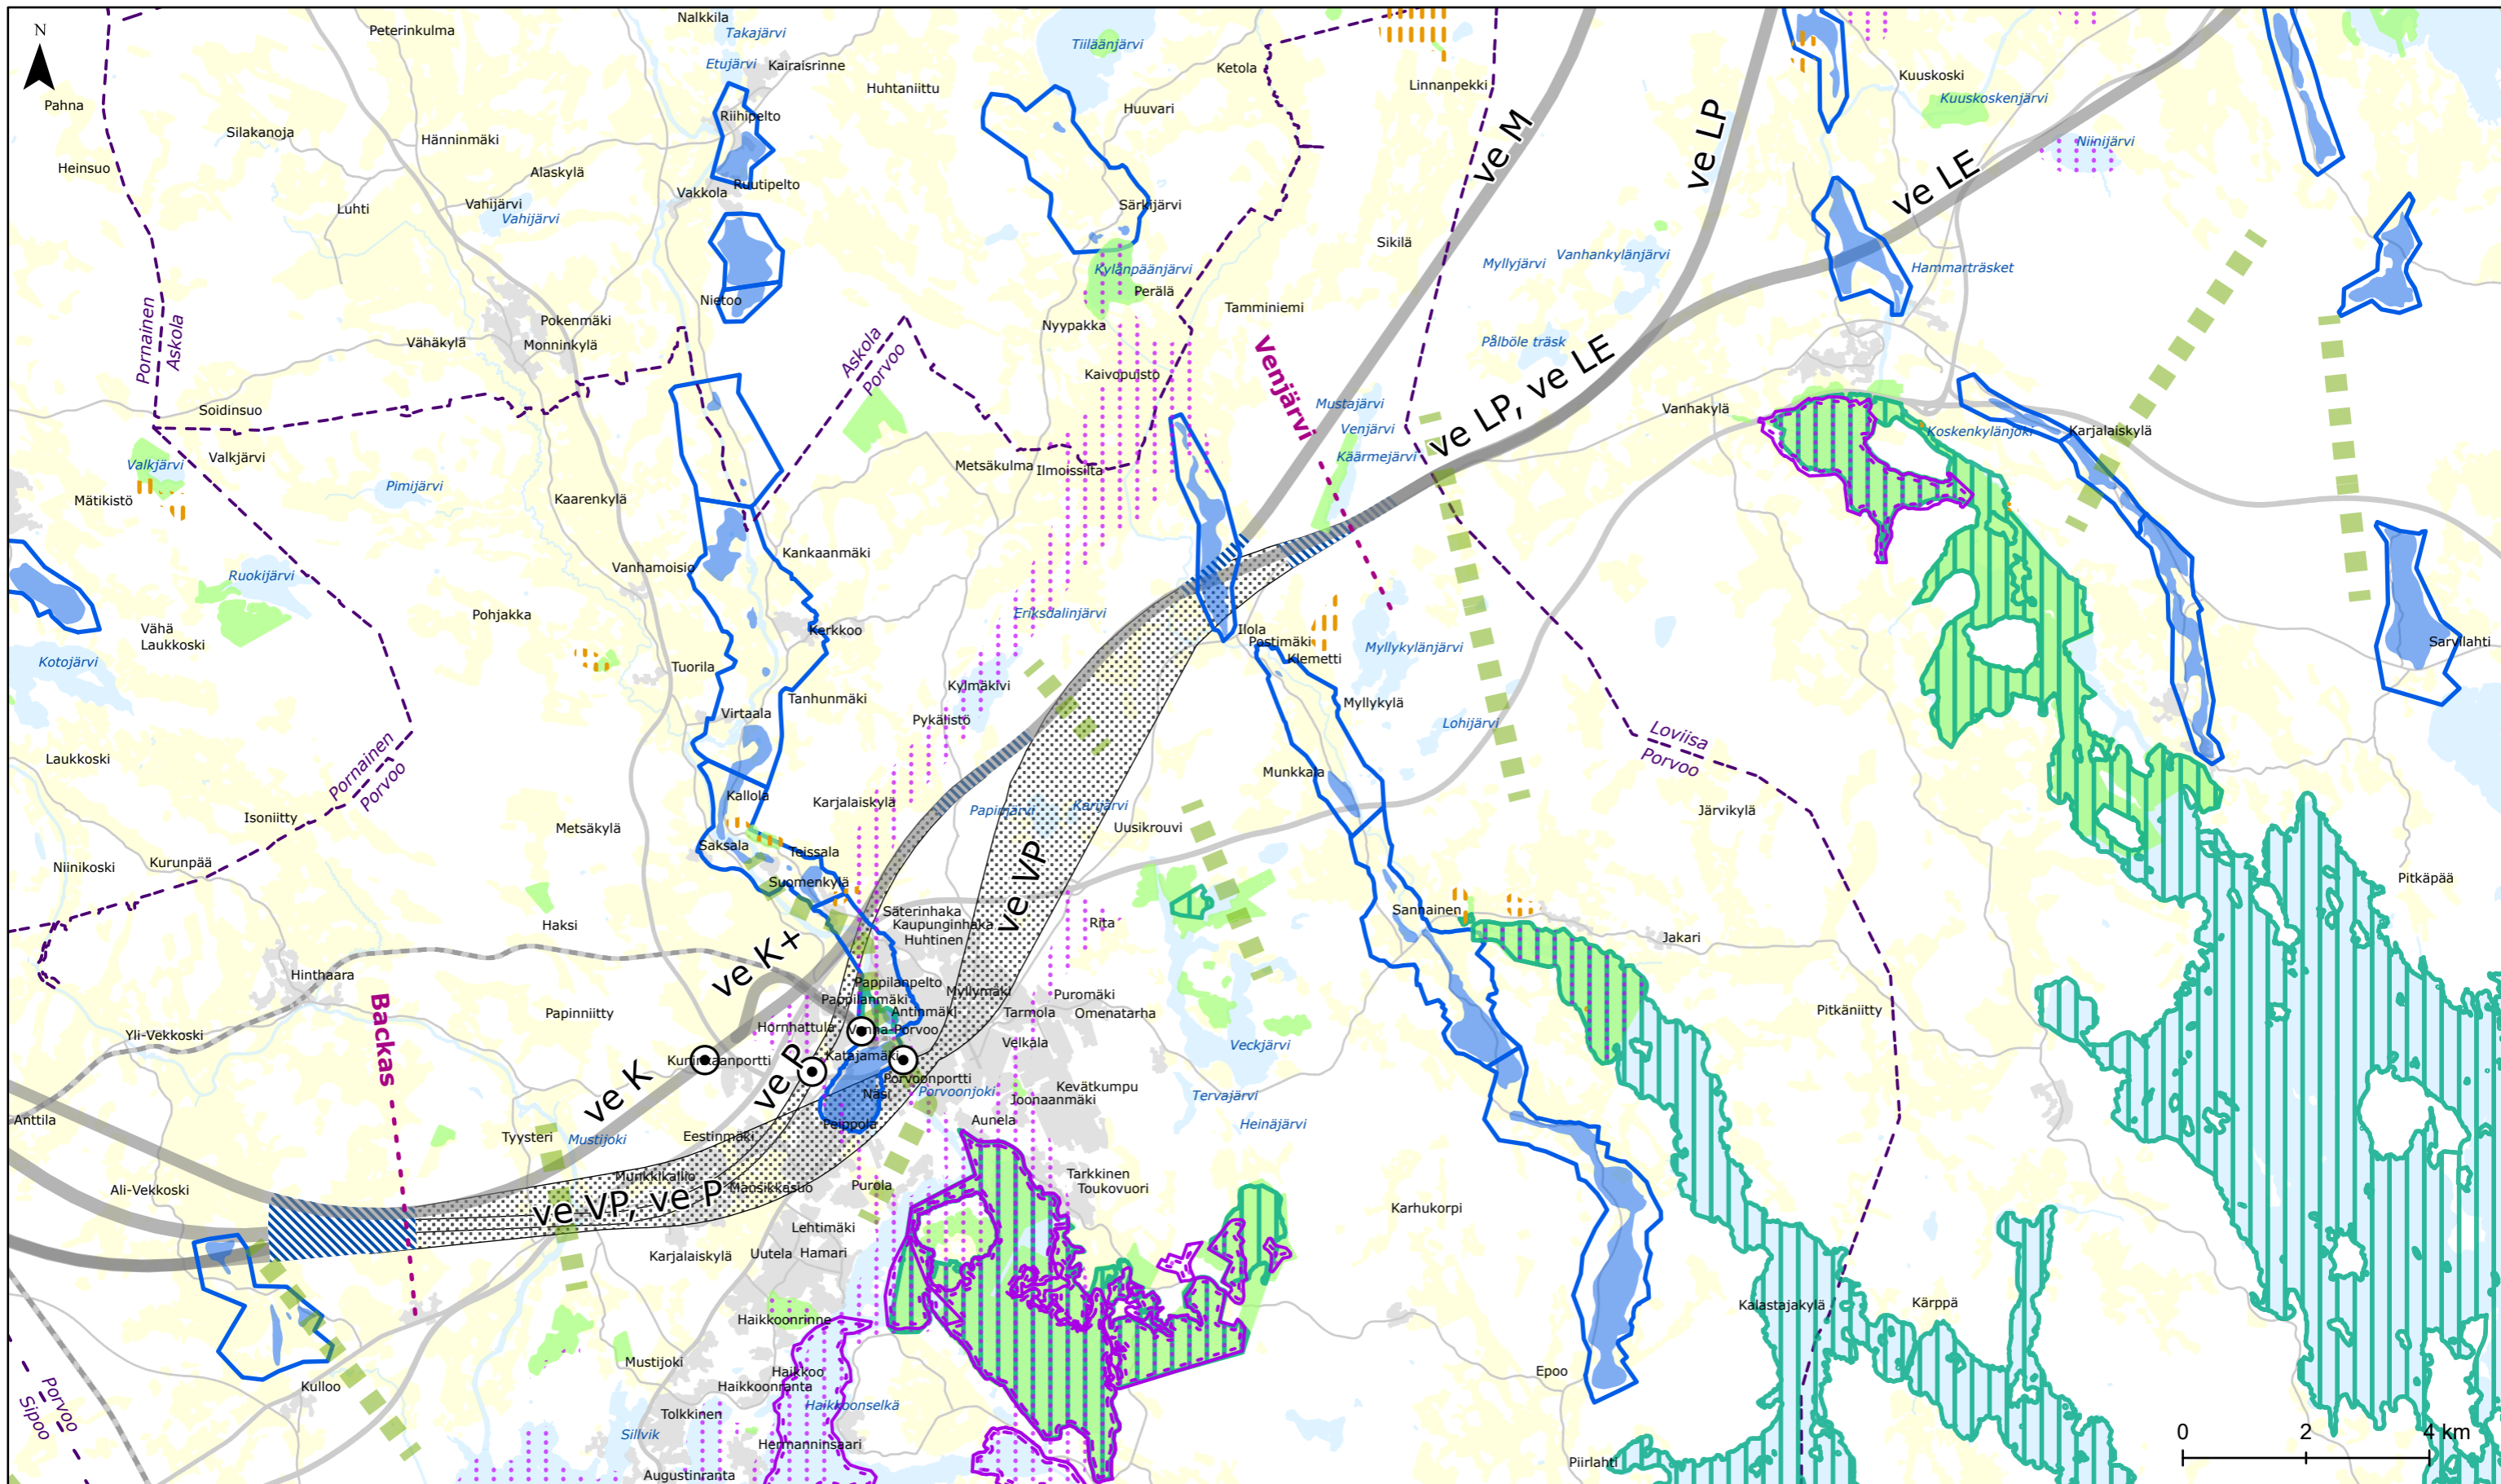 N
Nalkkila
Peterinkulma
Takajärvi
Tiiläänjärvi
Etujärvi
Kairaisrinne
Ketola
Kuuskoski
Huhtaniittu
Linnanpekki
Kuuskoskenjärvi
Pahna
Huuvari
Riihipelto
Silakanoja
Hänninmäki
ve M
ve LP
Niinijärvi
Heinsuo
Alaskylä
ve LE
Ruutipelto
Vakkola
Luhti
Vahijärvi
Vahijärvi
Särkijärvi
Sikilä
Vanhankylänjärvi
Myllyjärvi
Hammarträsket
Kylänpäänjärvi
Perälä
Nietoo
Tamminiemi
Pokenmäki
Nyypakka
Pornainen
Askola
Vähäkylä
Monninkylä
Askola
Porvoo
Pålböle träsk
Venjärvi
Kaivopuisto
ve LP, ve LE
Mustajärvi
Soidinsuo
Vanhakylä
Venjärvi
Koskenkylänjoki
Karjalaiskylä
Käärmejärvi
Valkjärvi
Valkjärvi
Metsäkulma
Ilmoissilta
Pimijärvi
Mätikistö
Kaarenkylä
Kankaanmäki
Vanhamoisio
Ruokijärvi
Pohjakka
Eriksdalinjärvi
Vähä
Laukkoski
Kerkkoo
Ilola
Postimäki
Klemetti
Myllykylänjärvi
Sarvilahti
Kotojärvi
Tuorila
Kylmäkivi
Tanhunmäki
Myllykylä
Virtaala
Pykälistö
Lohijärvi
Loviisa
Porvoo
Laukkoski
Pornainen
Porvoo
Munkkala
Kallola
Karjalaiskylä
Papinjärvi
Karijärvi
Järvikylä
Isoniitty
Metsäkylä
Uusikrouvi
Saksala
Teissala
Niinikoski
Kurunpää
Suomenkylä
ve VP
Pitkäpää
Säterinhaka
Kaupunginhaka
Huhtinen
Rita
Sannainen
Haksi
Jakari
ve K+
Hinthaara
Pappilanpelto
Myllymäki
Puromäki
Pappilanmäki
Backas
Papinniitty
Antinmäki
Tarmola
Omenatarha
Pitkäniitty
Hornhattula
Vanha-Porvoo
Yli-Vekkoski
Velkala
Veckjärvi
Kuninkaanportti
Katajamäki
ve K
ve P
Porvoonportti
Porvoonjoki
Näsi
Kevätkumpu
Tervajärvi
Joonaanmäki
Anttila
Aunela
Peippola
Heinäjärvi
Tyysteri
Mustijoki
Eestinmäki
Munkkikallio
Mansikkasuo
Tarkkinen
Toukovuori
Ali-Vekkoski
Purola
ve VP, ve P
Karhukorpi
Lehtimäki
Karjalaiskylä
Uutela
Hamari
Haikkoonrinne
Kalastajakylä
Kärppä
Mustijoki
Haikkoo
Epoo
Kulloo
Haikkoonranta
Porvoo
Sipoo
Haikkoonselkä
Tolkkinen
Sillvik
Hermanninsaari
0 2 4 km
Piirlahti
Augustinranta